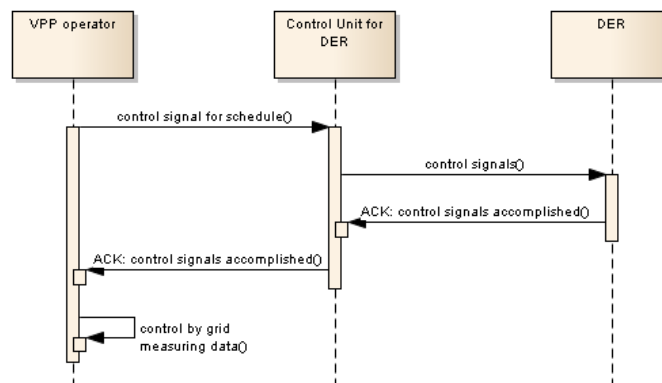 VPP operator
Control Unit for
DER
DER
control signal for schedule()
control signals()
ACK: control signals accomplished()
ACK: control signals accomplished()
control by grid
measuring data()